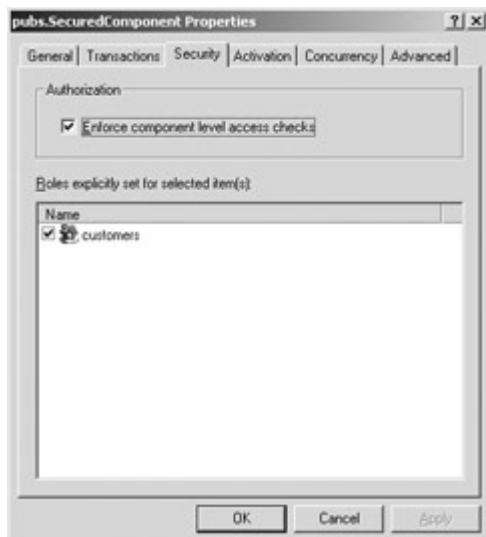 pubs.SecuredComponent Properties
General Transactions Security Activation Concurrency Advanced
Authorization
Enforce component level access checks
Roles explicitly set for selected item(s):
Name
customers
OK Cancel Apply